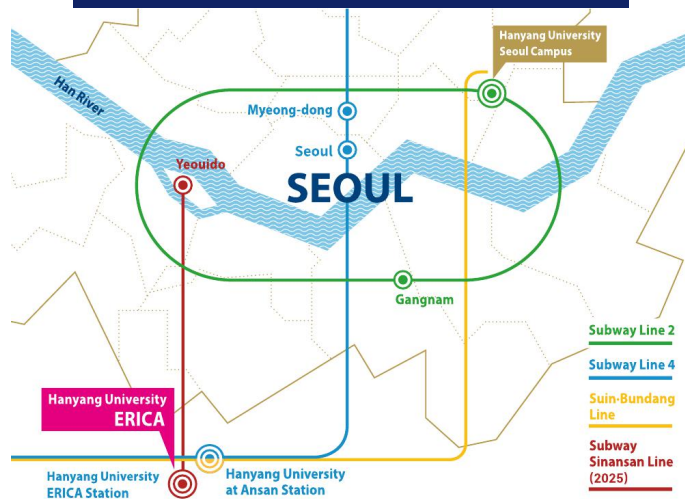 Hanyang University
Seoul Campus
Han River
Myeong-dong
Seoul
Yeouido
SEOUL
Gangnam
Subway Line 2
Subway Line 4
Suin-Bundang
Line
Subway
Sinansan Line
(2025)
Hanyang University
ERICA
Hanyang University
ERICA Station
Hanyang University
at Ansan Station